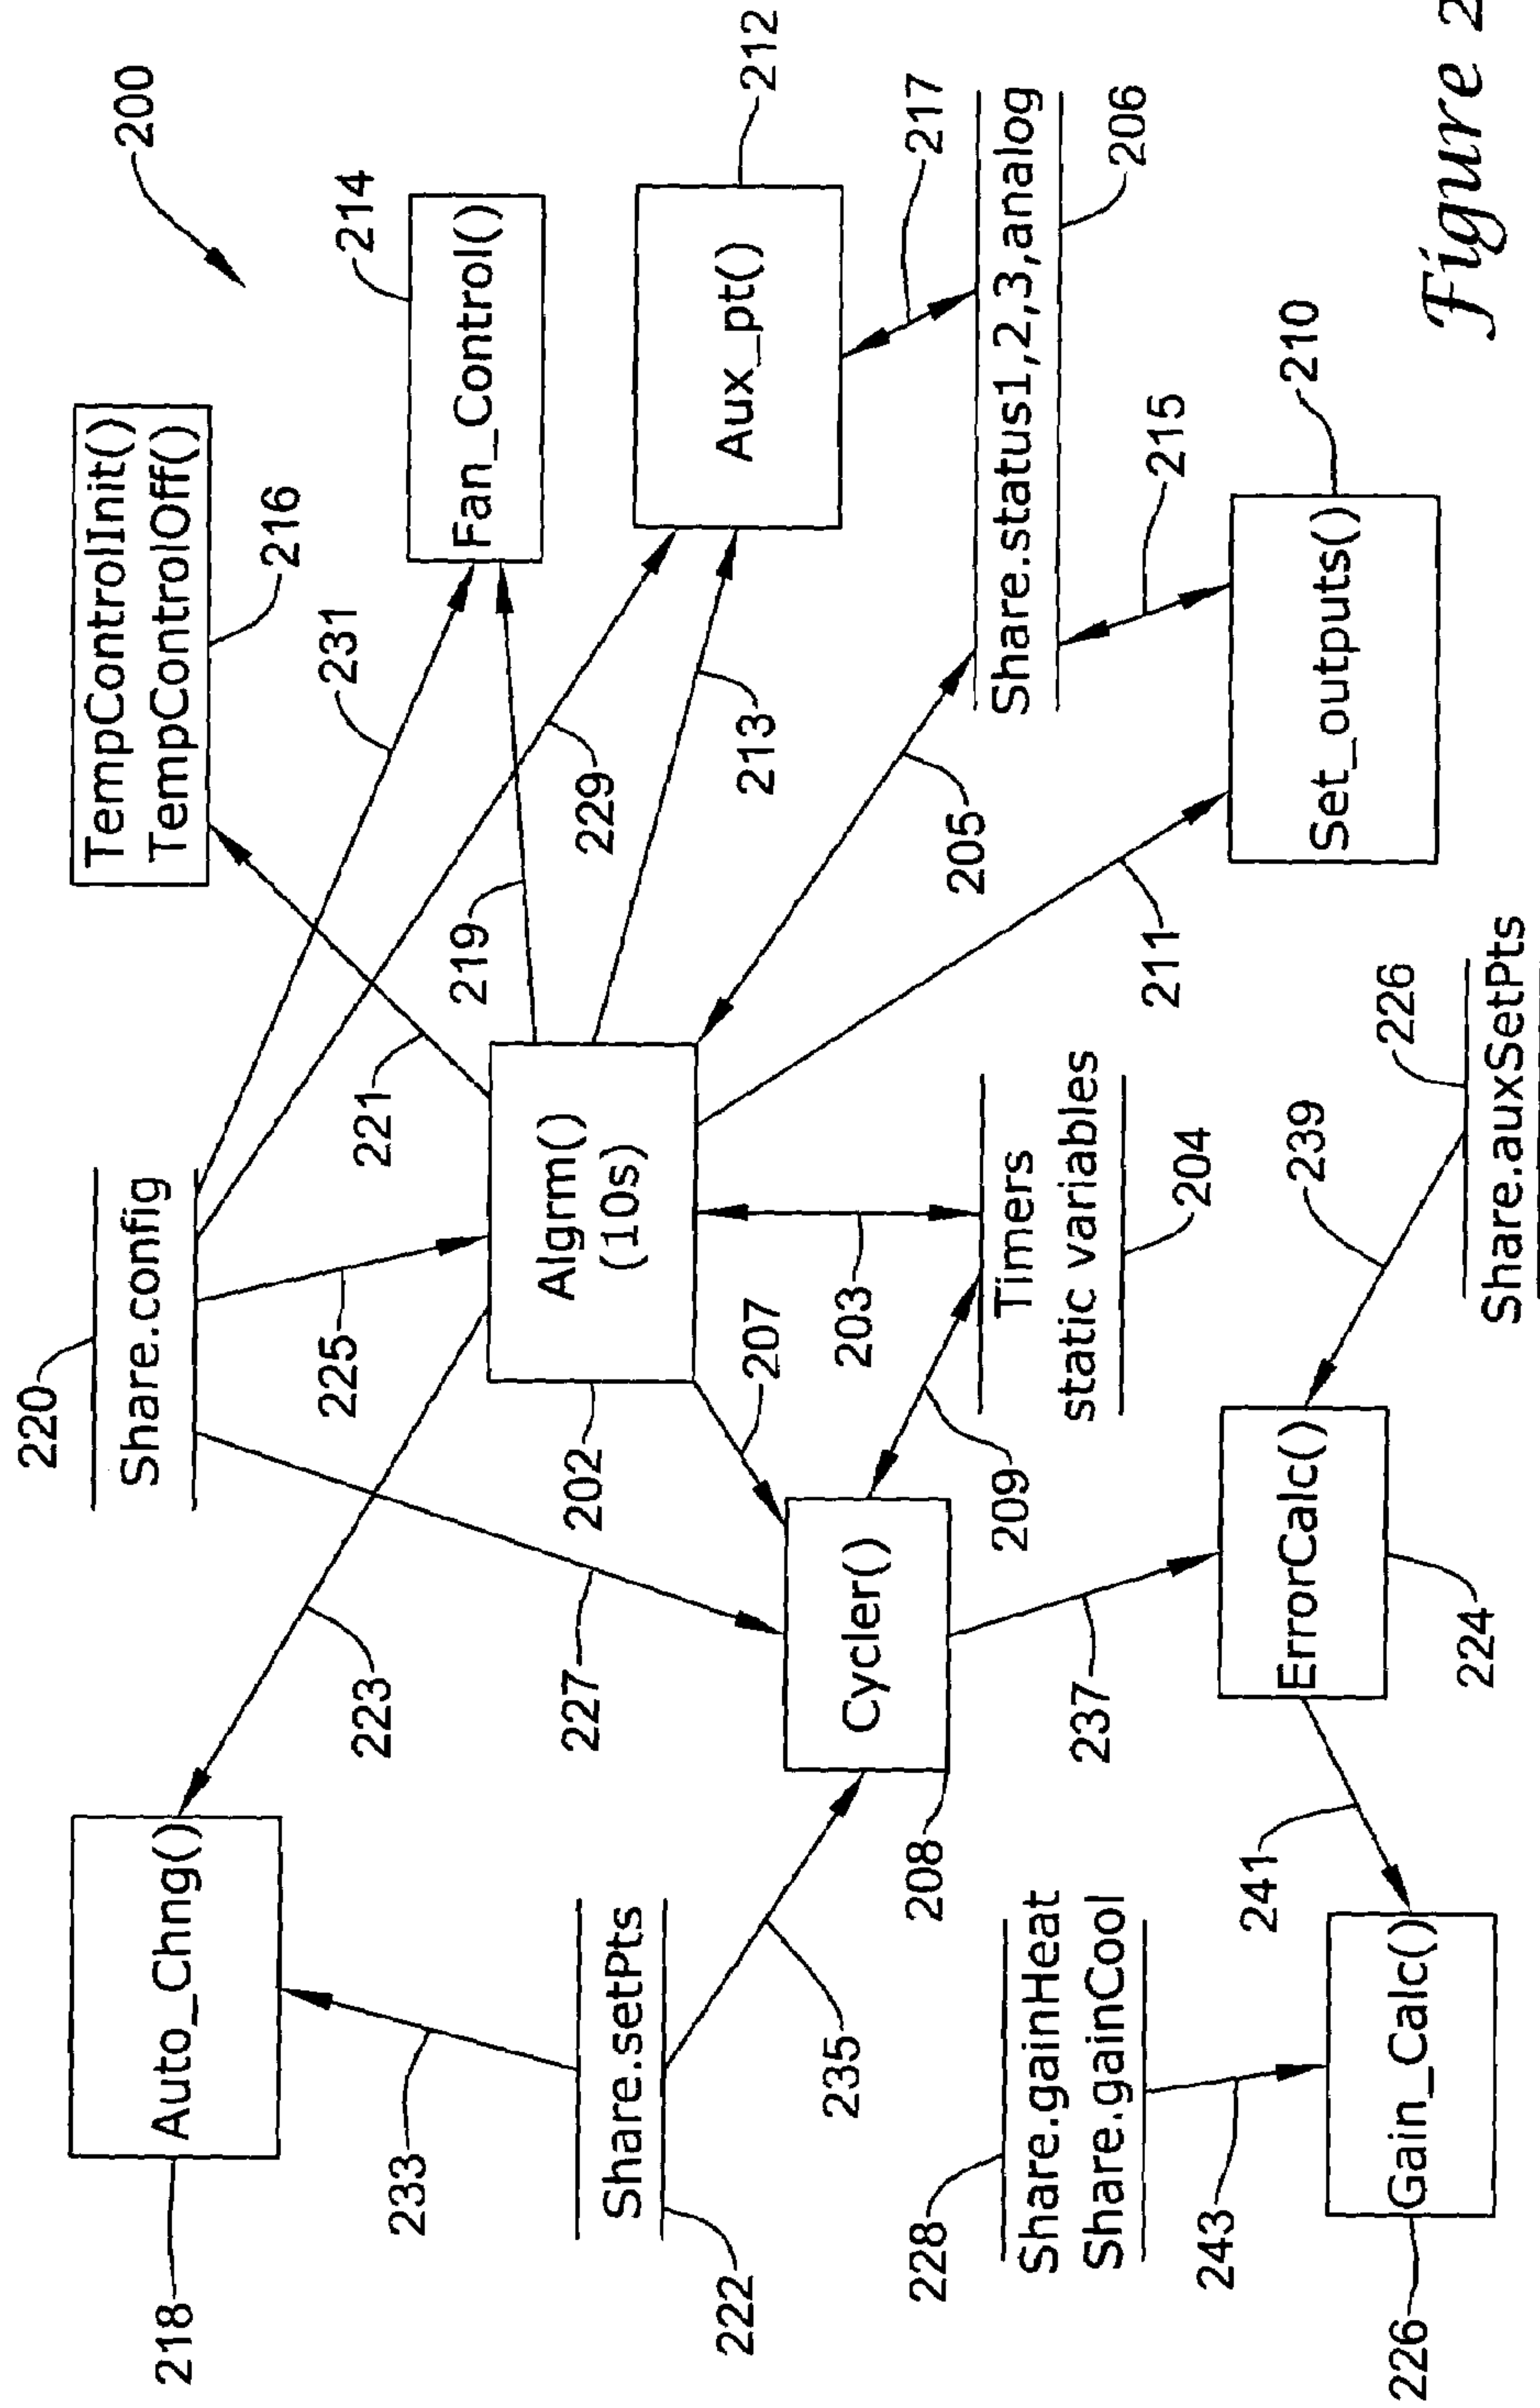 200
220
Share.config
TempControlInit()
TempControlOff()
216
231
214
Fan_Control()
218
Auto_Chng()
223
225
221
219
229
227
202
Algrm()
(10s)
213
Aux_pt()
212
217
233
Share.setPts
222
235
207
203
205
Cycler()
208
209
Timers
static variables
204
Share.status1,2,3,analog
206
228
Share.gainHeat
Share.gainCool
237
211
215
210
Set_outputs()
241
243
ErrorCalc()
224
239
226
Share.auxSetPts
Gain_Calc()
226
Figure 2